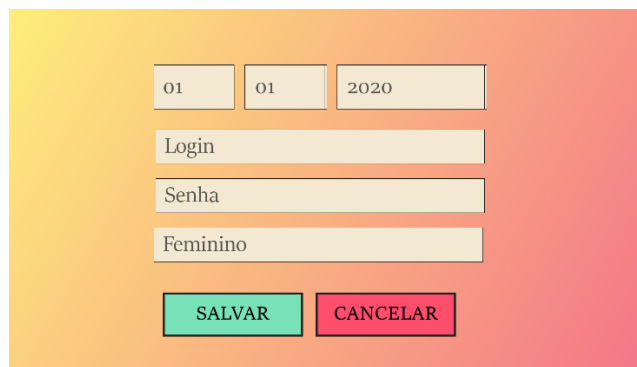 01 01 2020
Login
Senha
Feminino
SALVAR CANCELAR